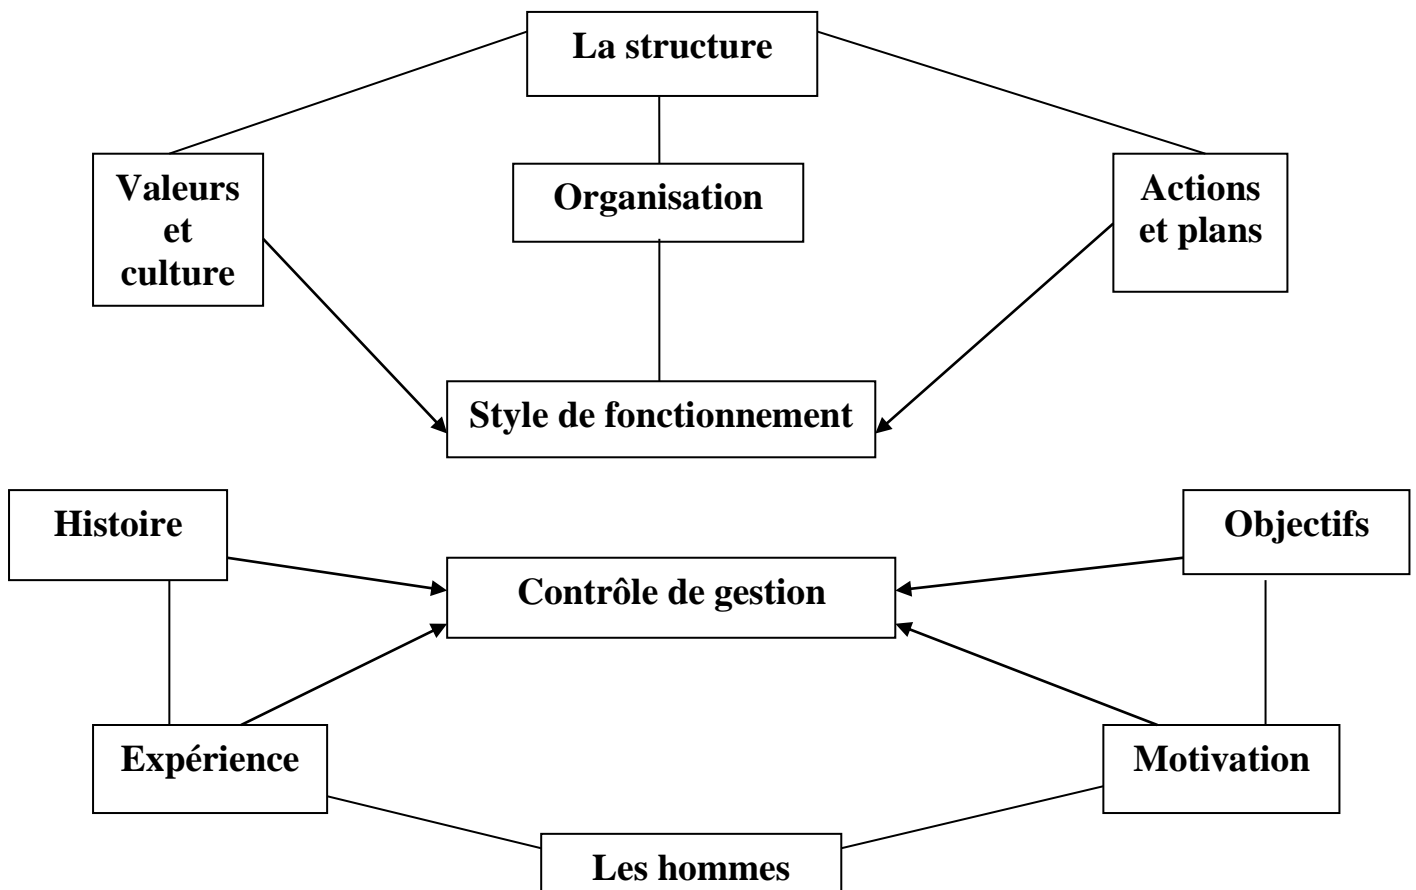 La structure
Valeurs
et
culture
Organisation
Actions
et plans
Style de fonctionnement
Histoire
Objectifs
Contrôle de gestion
Expérience
Motivation
Les hommes